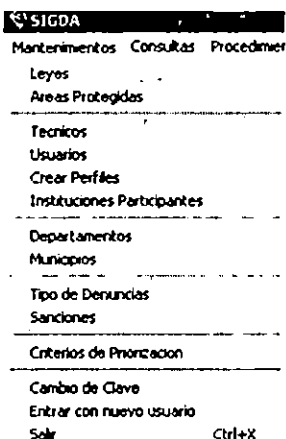 SIGDA
Mantenimientos Consultas Procedimier
Leyes
Areas Protegidas
Tecnicos
Usuarios
Crear Perfiles
Instituciones Participantes
Departamentos
Municipios
Tipo de Denuncias
Sanciones
Criterios de Priorizacion
Cambio de Clave
Entrar con nuevo usuario
Salir Ctrl+X